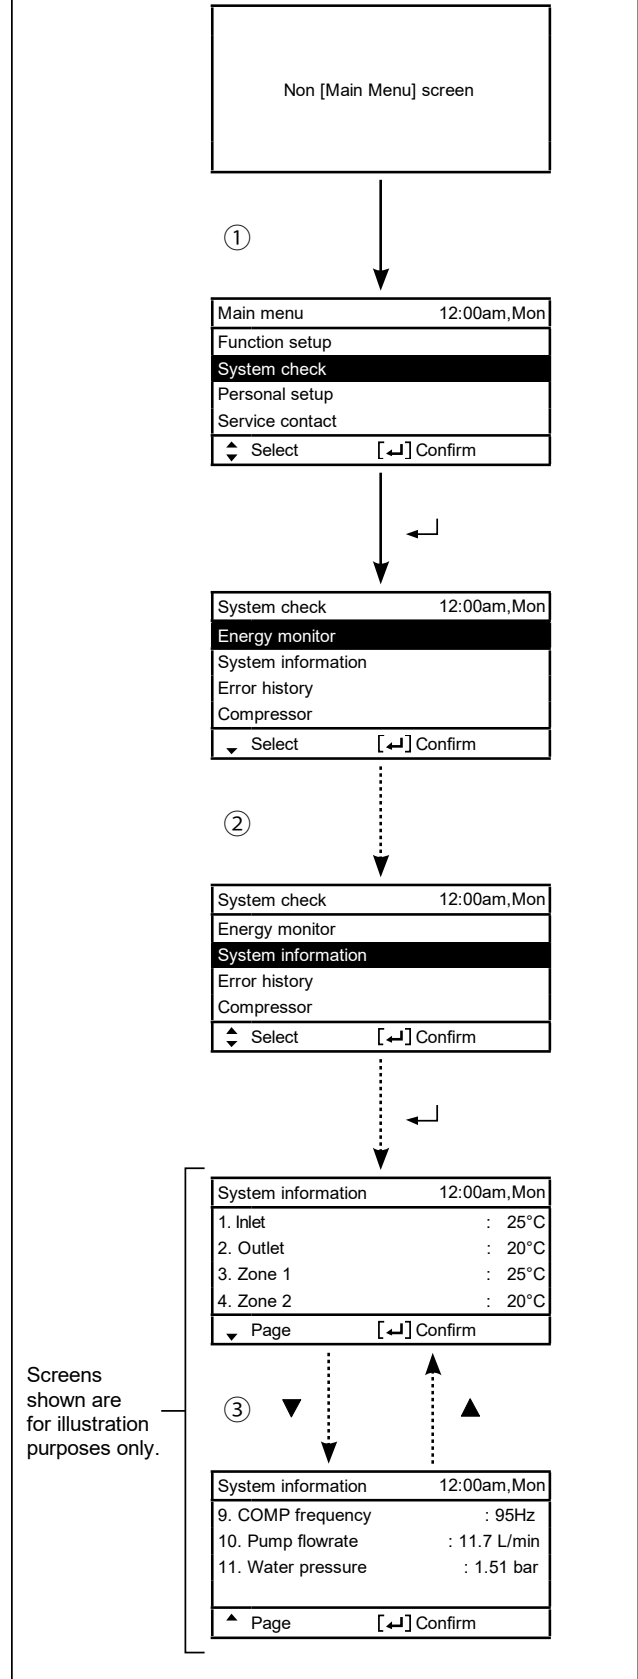 Non [Main Menu] screen
①
Main menu 12:00am,Mon
Function setup
System check
Personal setup
Service contact
Select [↵] Confirm
System check 12:00am,Mon
Energy monitor
System information
Error history
Compressor
Select [↵] Confirm
②
System check 12:00am,Mon
Energy monitor
System information
Error history
Compressor
Select [↵] Confirm
System information 12:00am,Mon
1. Inlet : 25°C
2. Outlet : 20°C
3. Zone 1 : 25°C
4. Zone 2 : 20°C
Page [↵] Confirm
Screens
shown are
for illustration
purposes only.
③ ▼ ▲
System information 12:00am,Mon
9. COMP frequency : 95Hz
10. Pump flowrate : 11.7 L/min
11. Water pressure : 1.51 bar
Page [↵] Confirm